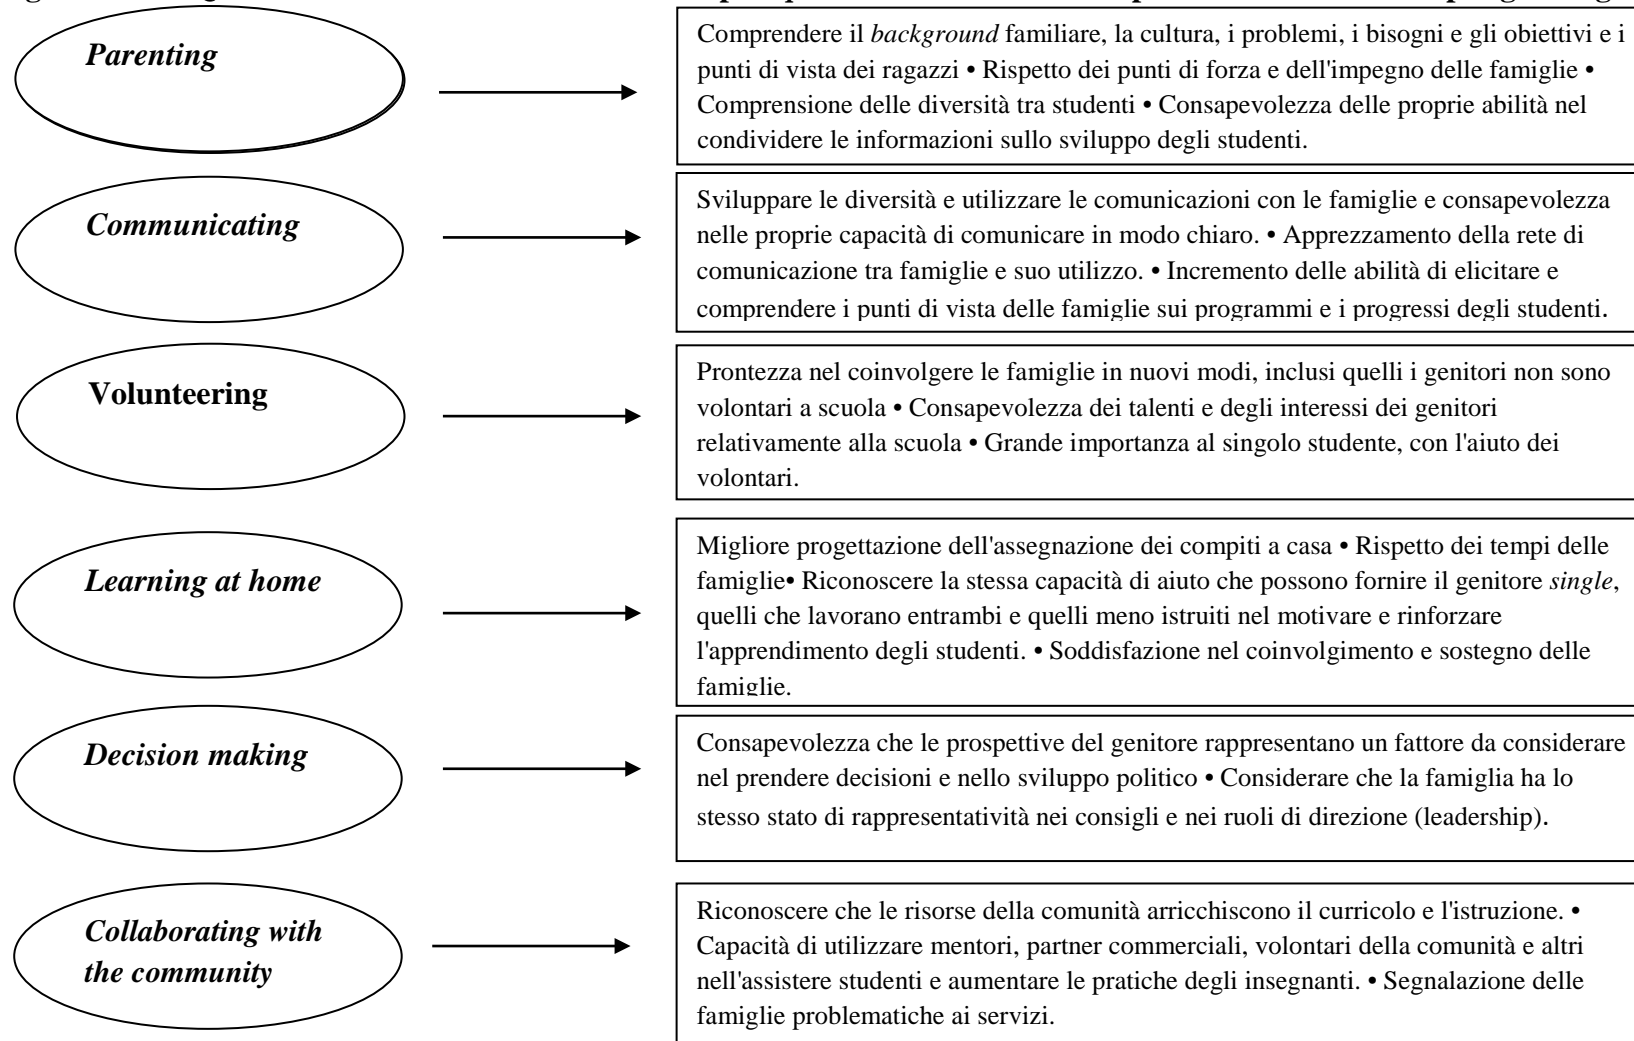 Parenting
Comprendere il background familiare, la cultura, i problemi, i bisogni e gli obiettivi e i
punti di vista dei ragazzi • Rispetto dei punti di forza e dell'impegno delle famiglie •
Comprensione delle diversità tra studenti • Consapevolezza delle proprie abilità nel
condividere le informazioni sullo sviluppo degli studenti.
Communicating
Sviluppare le diversità e utilizzare le comunicazioni con le famiglie e consapevolezza
nelle proprie capacità di comunicare in modo chiaro. • Apprezzamento della rete di
comunicazione tra famiglie e suo utilizzo. • Incremento delle abilità di elicitare e
comprendere i punti di vista delle famiglie sui programmi e i progressi degli studenti.
Volunteering
Prontezza nel coinvolgere le famiglie in nuovi modi, inclusi quelli i genitori non sono
volontari a scuola • Consapevolezza dei talenti e degli interessi dei genitori
relativamente alla scuola • Grande importanza al singolo studente, con l'aiuto dei
volontari.
Learning at home
Migliore progettazione dell'assegnazione dei compiti a casa • Rispetto dei tempi delle
famiglie• Riconoscere la stessa capacità di aiuto che possono fornire il genitore single,
quelli che lavorano entrambi e quelli meno istruiti nel motivare e rinforzare
l'apprendimento degli studenti. • Soddisfazione nel coinvolgimento e sostegno delle
famiglie.
Decision making
Consapevolezza che le prospettive del genitore rappresentano un fattore da considerare
nel prendere decisioni e nello sviluppo politico • Considerare che la famiglia ha lo
stesso stato di rappresentatività nei consigli e nei ruoli di direzione (leadership).
Collaborating with
the community
Riconoscere che le risorse della comunità arricchiscono il curricolo e l'istruzione. •
Capacità di utilizzare mentori, partner commerciali, volontari della comunità e altri
nell'assistere studenti e aumentare le pratiche degli insegnanti. • Segnalazione delle
famiglie problematiche ai servizi.